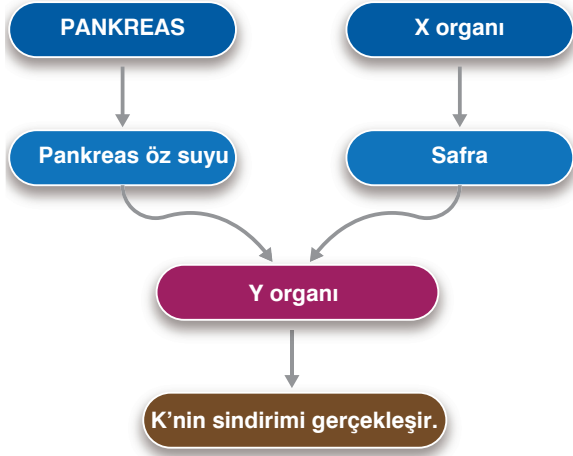 PANKREAS
X organı
Pankreas öz suyu
Safra
Y organı
K’nin sindirimi gerçekleşir.